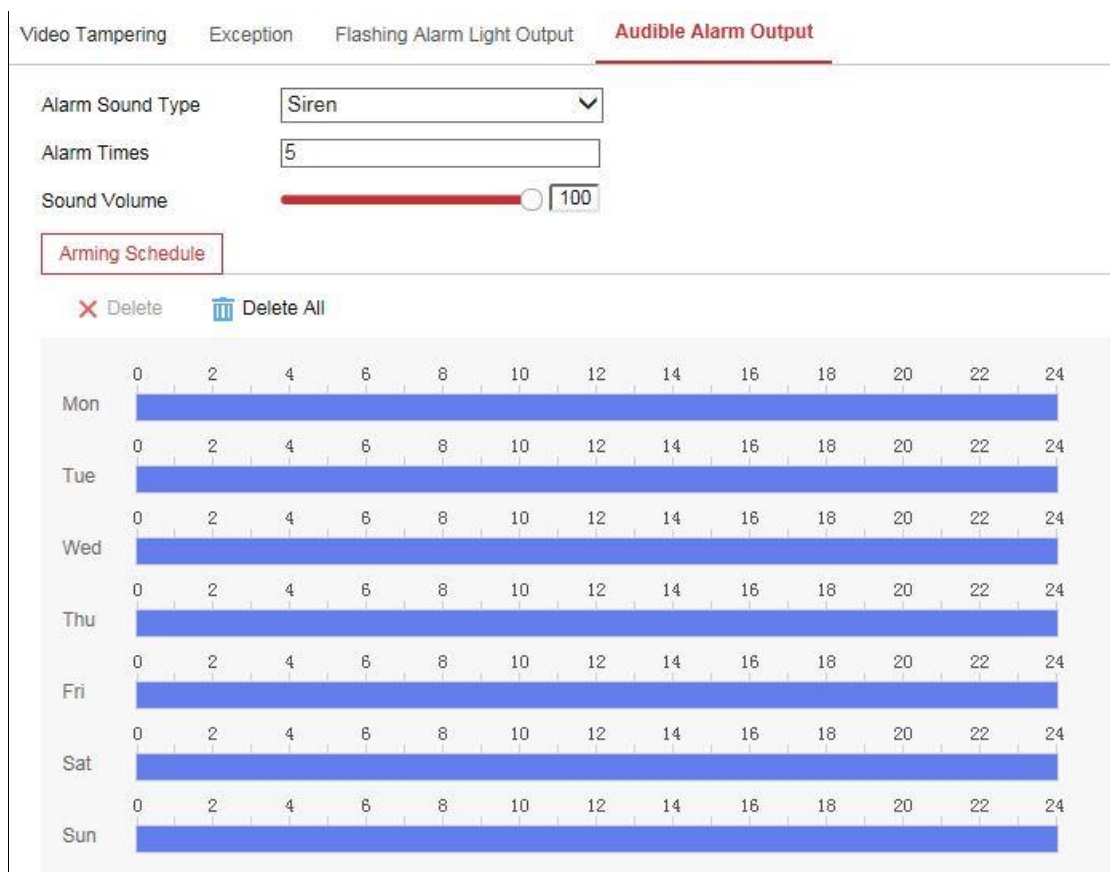 Video Tampering Exception Flashing Alarm Light Output Audible Alarm Output
Alarm Sound Type Siren
Alarm Times 5
Sound Volume 100
Arming Schedule
Delete Delete All
0 2 4 6 8 10 12 14 16 18 20 22 24
Mon
0 2 4 6 8 10 12 14 16 18 20 22 24
Tue
0 2 4 6 8 10 12 14 16 18 20 22 24
Wed
0 2 4 6 8 10 12 14 16 18 20 22 24
Thu
0 2 4 6 8 10 12 14 16 18 20 22 24
Fri
0 2 4 6 8 10 12 14 16 18 20 22 24
Sat
0 2 4 6 8 10 12 14 16 18 20 22 24
Sun